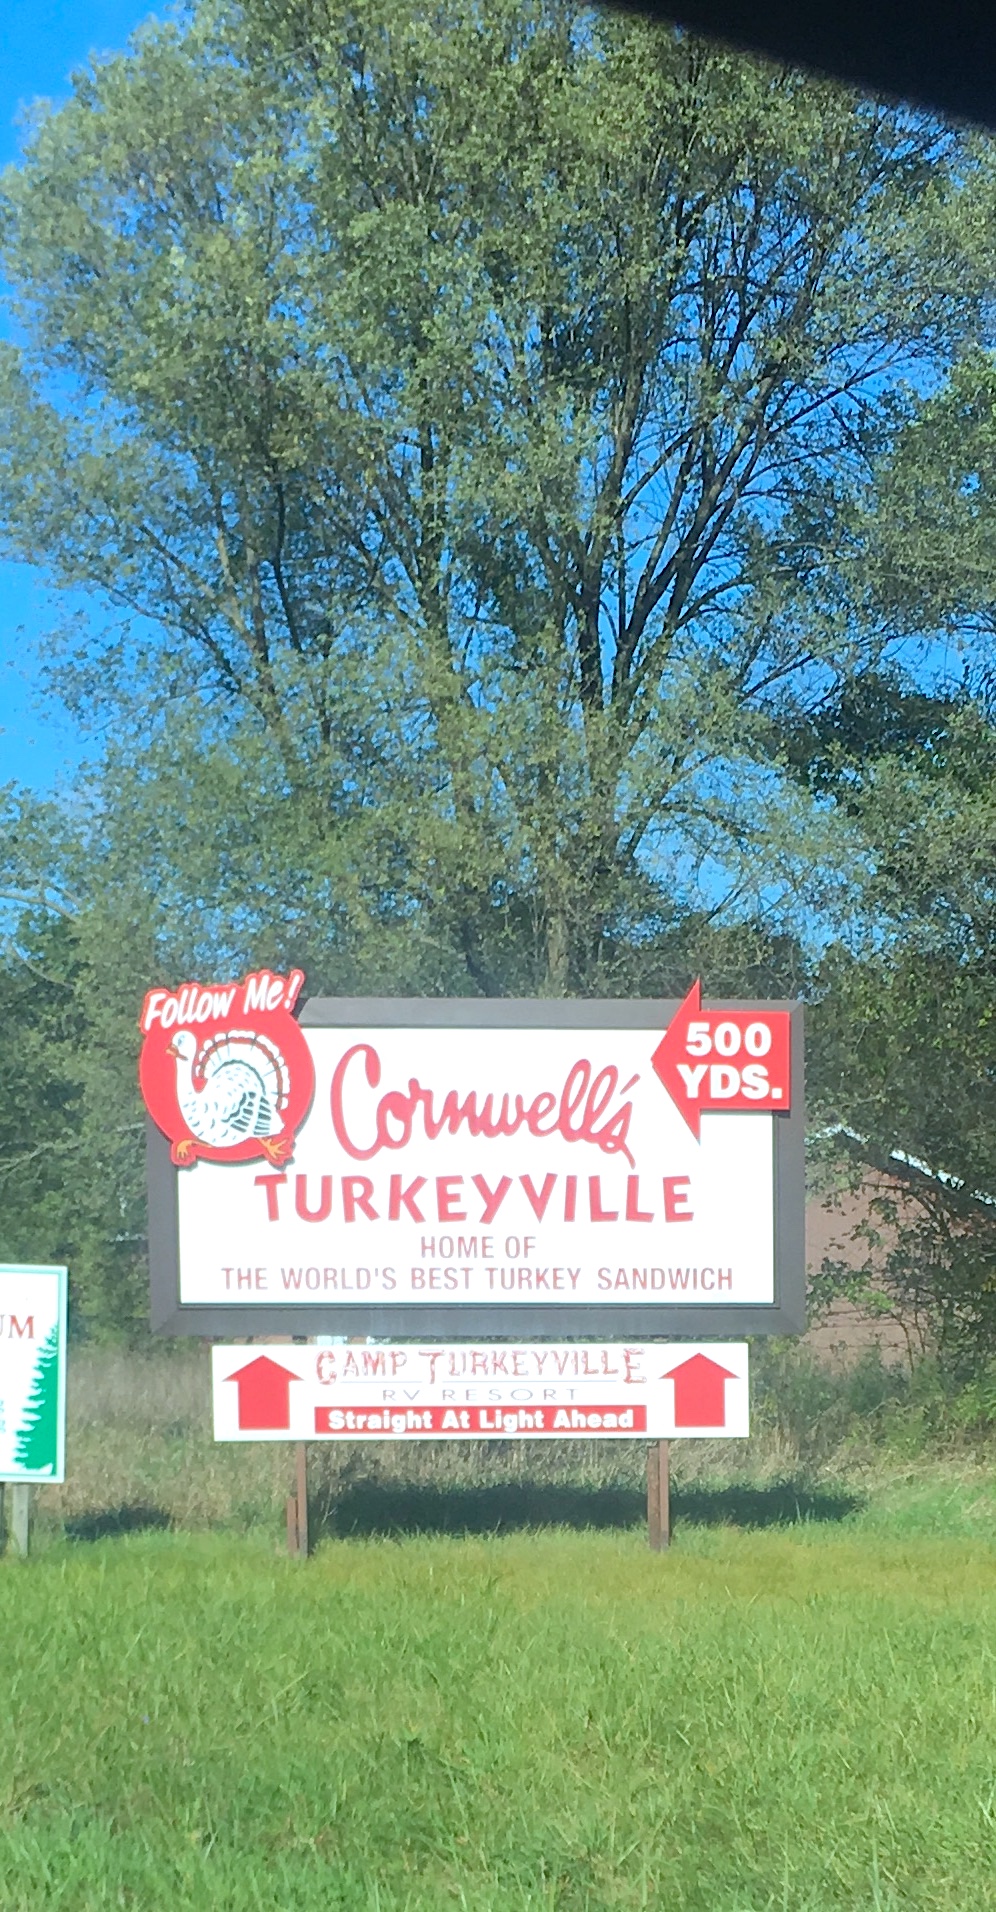 Follow Me!
500
YDS.
Cornwell's
TURKEYVILLE
HOME OF
THE WORLD'S BEST TURKEY SANDWICH
CAMP TURKEYVILLE
RV RESORT
Straight At Light Ahead
UM